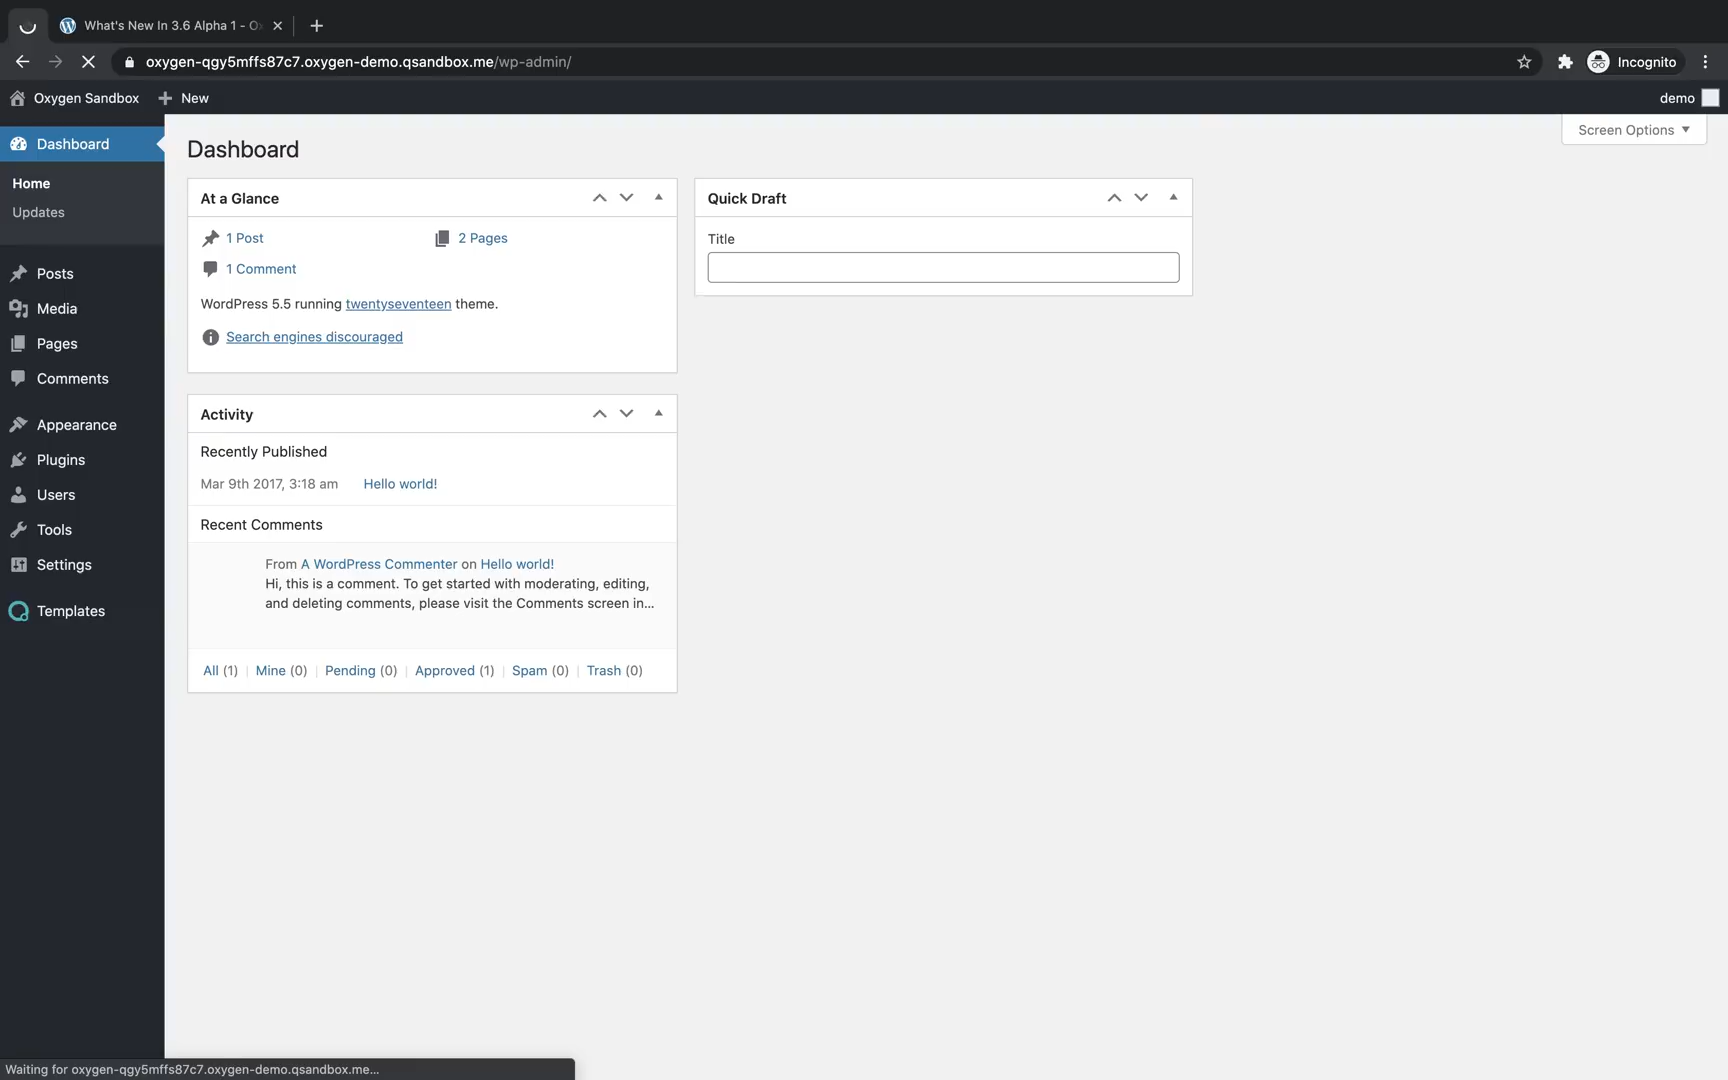 What's New In 3.6 Alpha 1 - O
oxygen-qgy5mffs87c7.oxygen-demo.qsandbox.me/wp-admin/
Incognito
Oxygen Sandbox
New
demo
Screen Options
Dashboard
Home
Updates
Posts
Media
Pages
Comments
Appearance
Plugins
Users
Tools
Settings
Templates
Dashboard
At a Glance
1 Post
2 Pages
1 Comment
WordPress 5.5 running twentyseventeen theme.
Search engines discouraged
Quick Draft
Title
Activity
Recently Published
Mar 9th 2017, 3:18 am Hello world!
Recent Comments
From A WordPress Commenter on Hello world!
Hi, this is a comment. To get started with moderating, editing,
and deleting comments, please visit the Comments screen in...
All (1) | Mine (0) | Pending (0) | Approved (1) | Spam (0) | Trash (0)
Waiting for oxygen-qgy5mffs87c7.oxygen-demo.qsandbox.me...